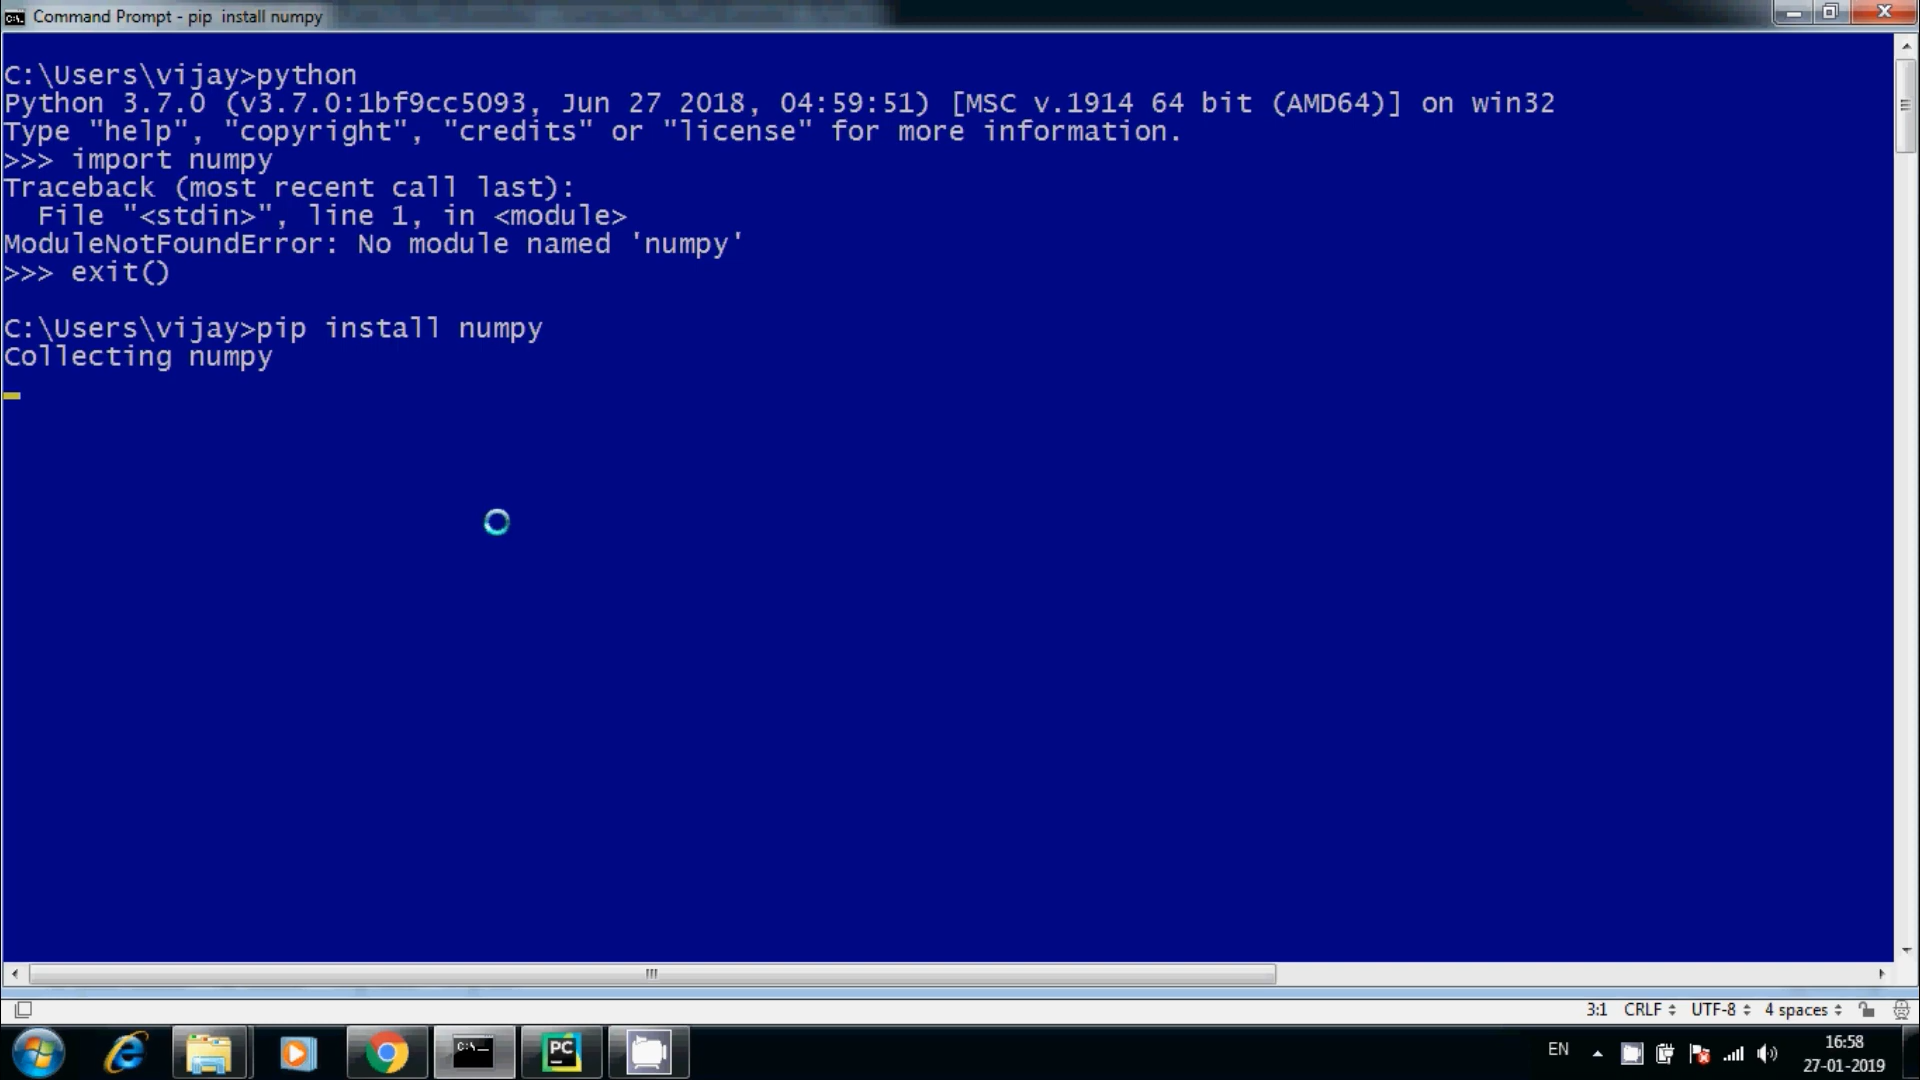 Command Prompt - pip  install numpy
C:\Users\vijay>python
Python 3.7.0 (v3.7.0:1bf9cc5093, Jun 27 2018, 04:59:51) [MSC v.1914 64 bit (AMD64)] on win32
Type "help", "copyright", "credits" or "license" for more information.
>>> import numpy
Traceback (most recent call last):
  File "<stdin>", line 1, in <module>
ModuleNotFoundError: No module named 'numpy'
>>> exit()
C:\Users\vijay>pip install numpy
Collecting numpy
3:1 CRLF UTF-8 4 spaces
C:\ PC EN 16:58
27-01-2019